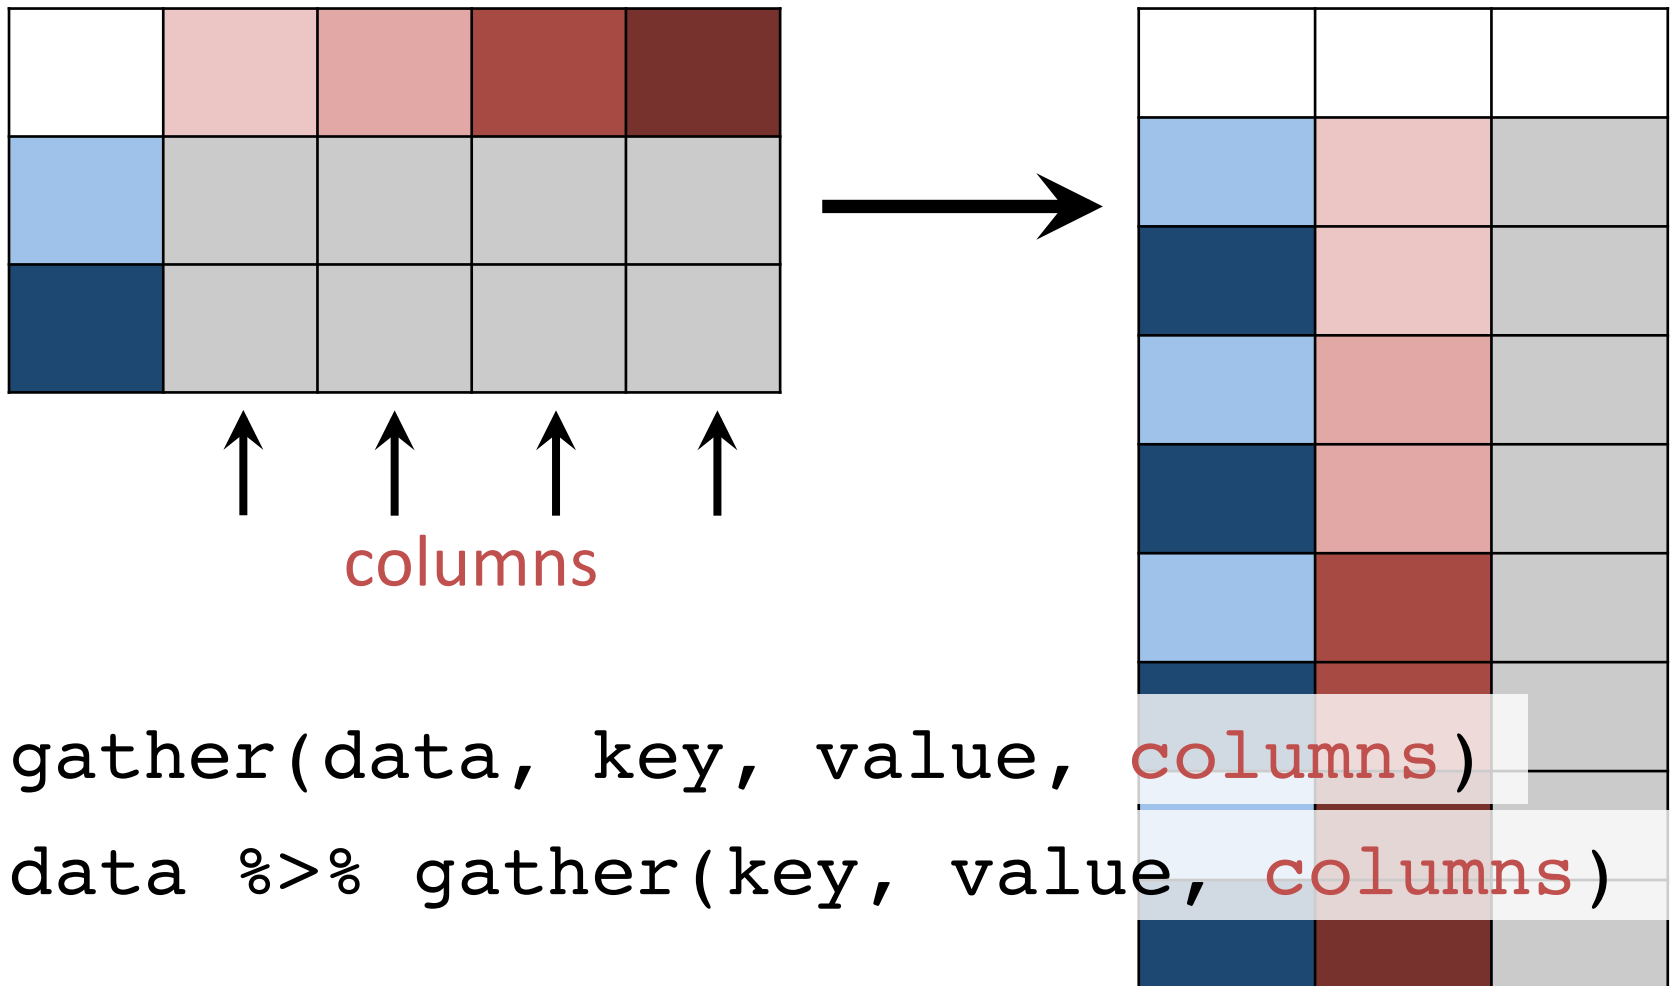 columns
gather(data, key, value, columns)
data %>% gather(key, value, columns)